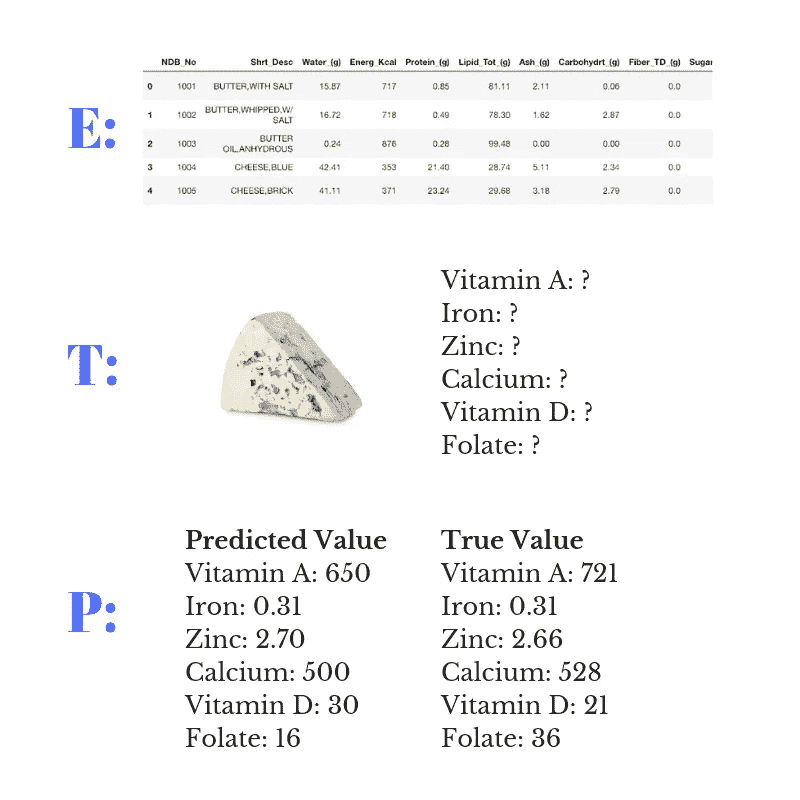 NDB_No Shrt_Desc Water_(g) Energ_Kcal Protein_(g) Lipid_Tot_(g) Ash_(g) Carbohydrt_(g) Fiber_TD_(g) Sugar
0 1001 BUTTER,WITH SALT 15.87 717 0.85 81.11 2.11 0.06 0.0
1 1002 BUTTER,WHIPPED,W/ SALT 16.72 718 0.49 78.30 1.62 2.87 0.0
2 1003 BUTTER OIL,ANHYDROUS 0.24 876 0.28 99.48 0.00 0.00 0.0
3 1004 CHEESE,BLUE 42.41 353 21.40 28.74 5.11 2.34 0.0
4 1005 CHEESE,BRICK 41.11 371 23.24 29.68 3.18 2.79 0.0
E:
T:
Vitamin A: ?
Iron: ?
Zinc: ?
Calcium: ?
Vitamin D: ?
Folate: ?
P:
Predicted Value
Vitamin A: 650
Iron: 0.31
Zinc: 2.70
Calcium: 500
Vitamin D: 30
Folate: 16
True Value
Vitamin A: 721
Iron: 0.31
Zinc: 2.66
Calcium: 528
Vitamin D: 21
Folate: 36